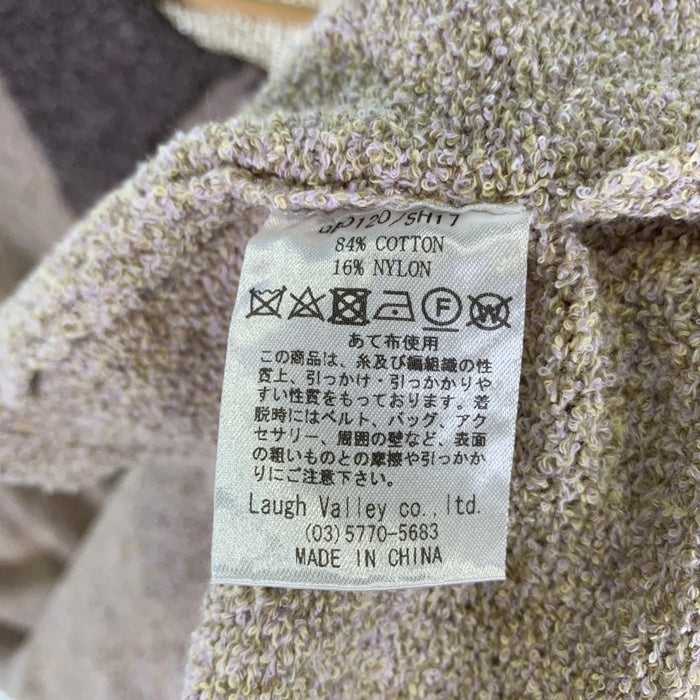 GP120/SH17
84% COTTON
16% NYLON
F W
あて布使用
この商品は、糸及び編組織の性
質上、引っかけ・引っかかりや
すい性質をもっております。着
脱時にはベルト、バッグ、アク
セサリー、周囲の壁など、表面
の粗いものとの摩擦や引っかか
りにご注意下さい。
Laugh Valley co.,ltd.
(03)5770-5683
MADE IN CHINA